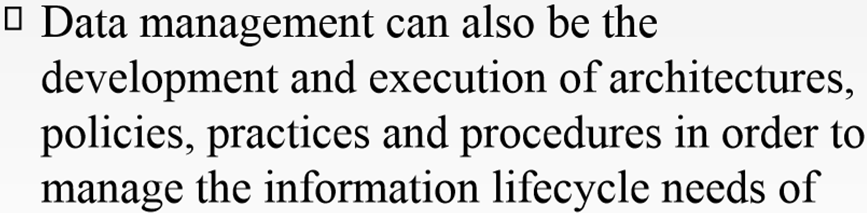 Data management can also be the
development and execution of architectures,
policies, practices and procedures in order to
manage the information lifecycle needs of